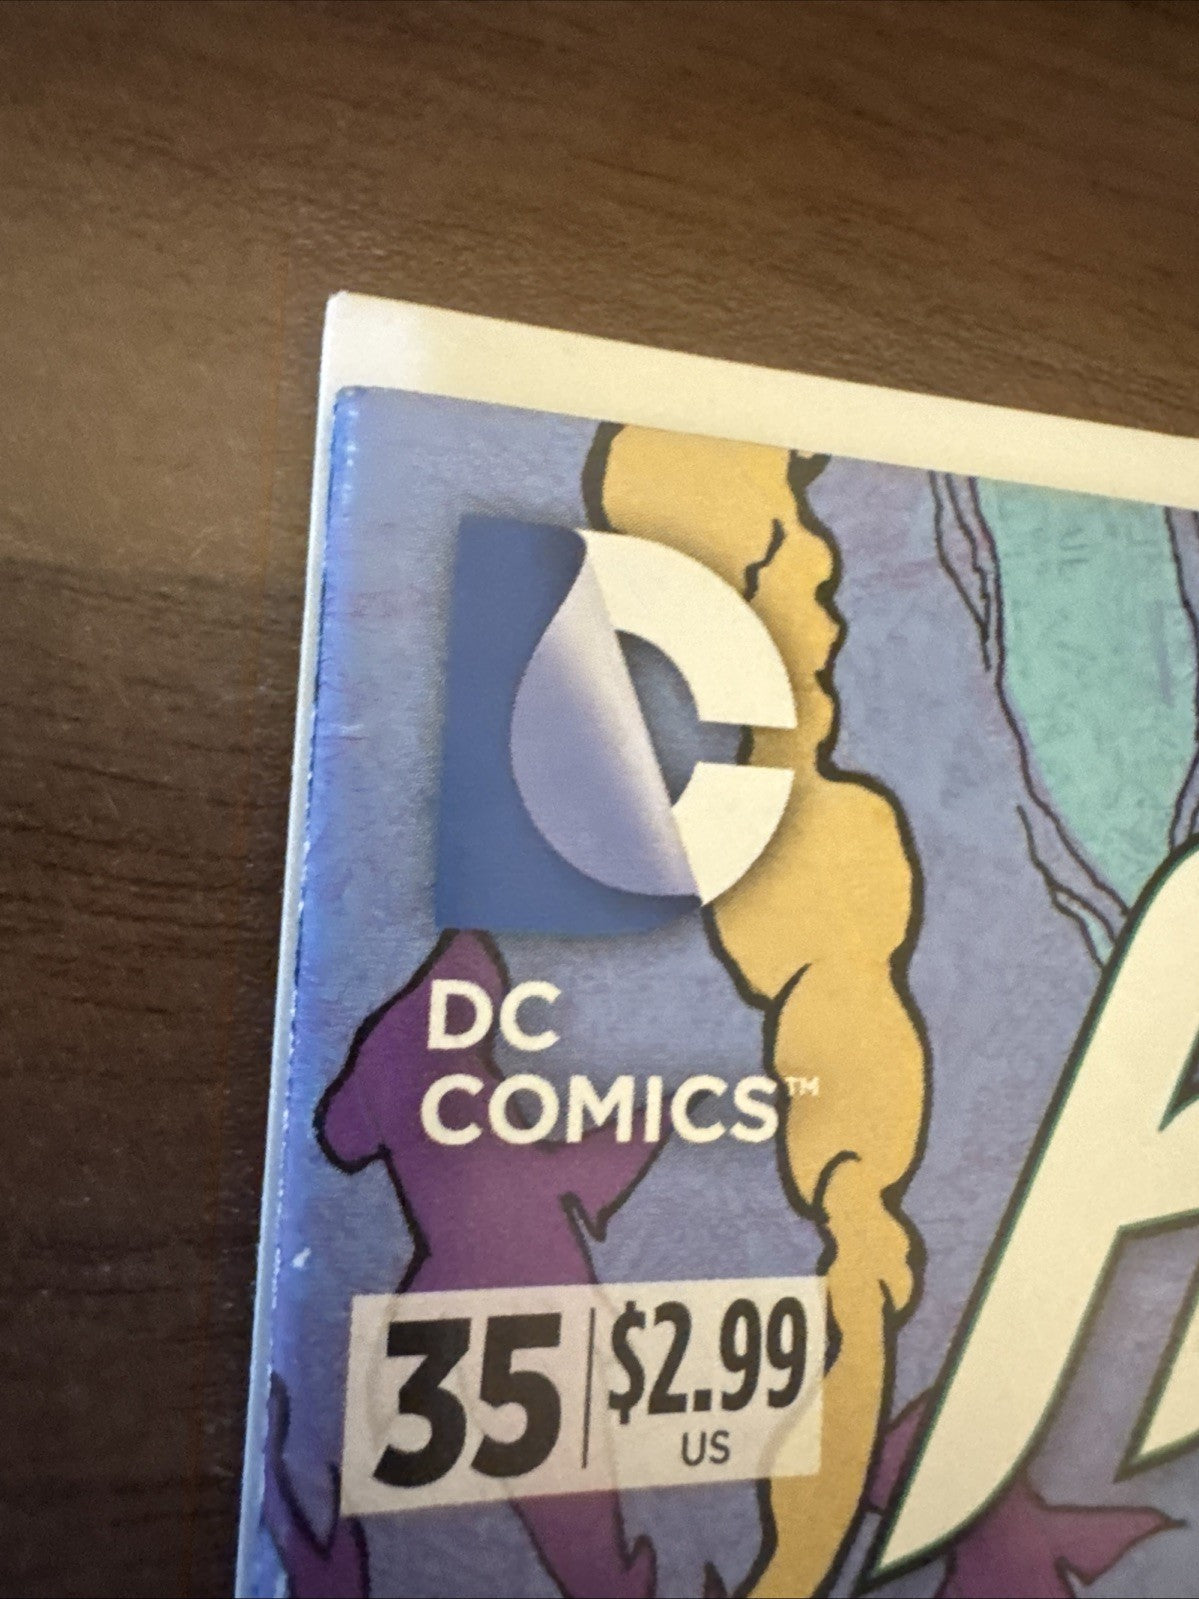 DC
COMICS™
35 $2.99
US
A